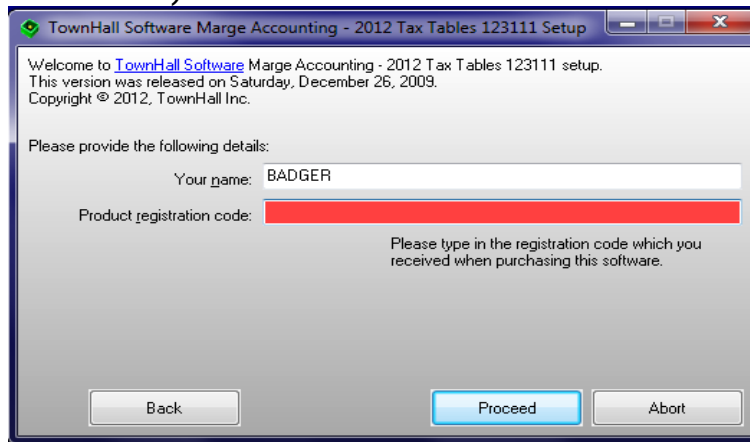 TownHall Software Marge Accounting - 2012 Tax Tables 123111 Setup
Welcome to TownHall Software Marge Accounting - 2012 Tax Tables 123111 setup.
This version was released on Saturday, December 26, 2009.
Copyright © 2012, TownHall Inc.
Please provide the following details:
Your name: BADGER
Product registration code:
Please type in the registration code which you
received when purchasing this software.
Back Proceed Abort